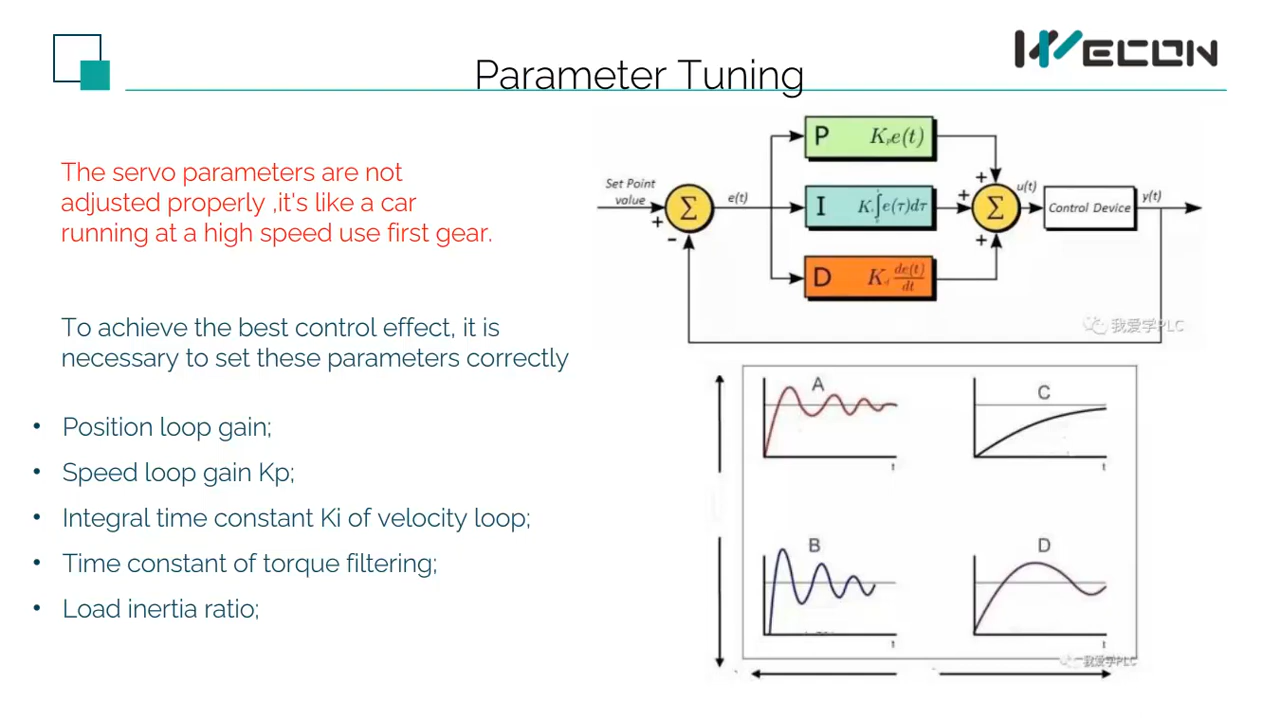 WECON
Parameter Tuning
The servo parameters are not
adjusted properly ,it's like a car
running at a high speed use first gear.
To achieve the best control effect, it is
necessary to set these parameters correctly
• Position loop gain;
• Speed loop gain Kp;
• Integral time constant Ki of velocity loop;
• Time constant of torque filtering;
• Load inertia ratio;
Set Point
value
+
-
Σ
e(t)
P Kₚe(t)
I Kᵢ∫e(τ)dτ
D K de(t)/dt
+
+
+
Σ
u(t)
Control Device
y(t)
我爱学PLC
A
t
C
t
B
t
D
t
我爱学PLC